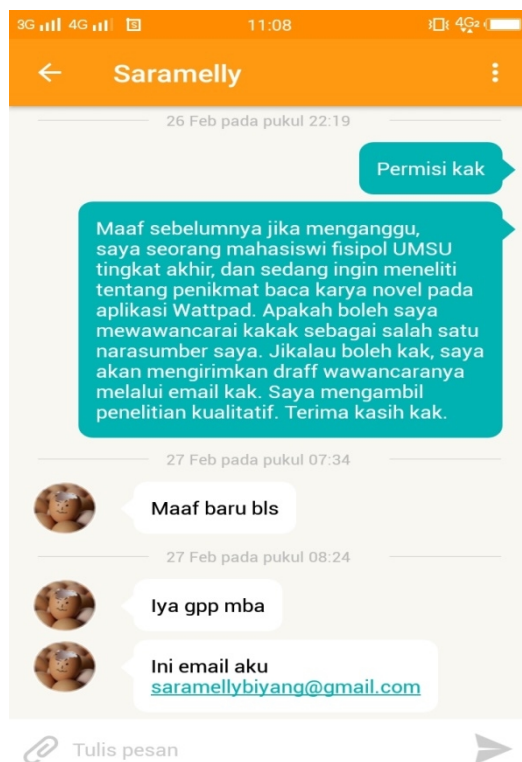 3G 4G 11:08 4G2
Saramelly
26 Feb pada pukul 22:19
Permisi kak
Maaf sebelumnya jika menganggu,
saya seorang mahasiswi fisipol UMSU
tingkat akhir, dan sedang ingin meneliti
tentang penikmat baca karya novel pada
aplikasi Wattpad. Apakah boleh saya
mewawancarai kakak sebagai salah satu
narasumber saya. Jikalau boleh kak, saya
akan mengirimkan draff wawancaranya
melalui email kak. Saya mengambil
penelitian kualitatif. Terima kasih kak.
27 Feb pada pukul 07:34
Maaf baru bls
27 Feb pada pukul 08:24
Iya gpp mba
Ini email aku
saramellybiyang@gmail.com
Tulis pesan